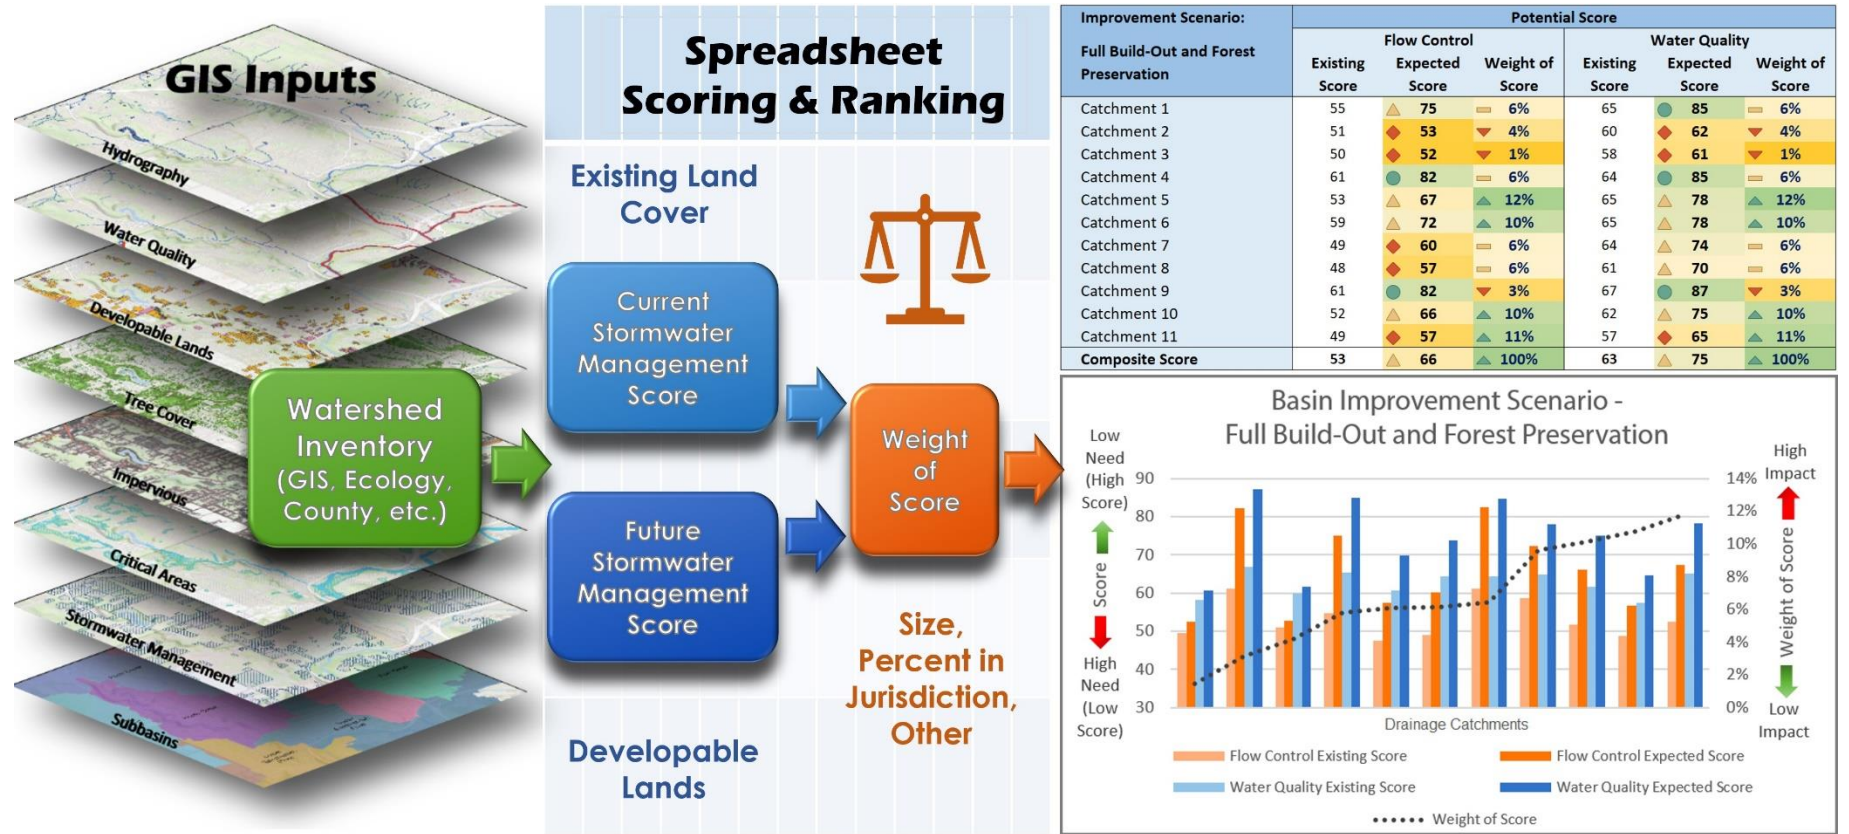 GIS Inputs
Hydrography
Water Quality
Developable Lands
Tree Cover
Impervious
Critical Areas
Stormwater Management
Subbasins
Watershed
Inventory
(GIS, Ecology,
County, etc.)
Spreadsheet
Scoring & Ranking
Existing Land
Cover
Current
Stormwater
Management
Score
Future
Stormwater
Management
Score
Developable
Lands
Weight
of
Score
Size,
Percent in
Jurisdiction,
Other
Improvement Scenario: Potential Score
Full Build-Out and Forest
Preservation
Flow Control Water Quality
Existing Expected Weight of Existing Expected Weight of
Score Score Score Score Score Score
Catchment 1 55 75 6% 65 85 6%
Catchment 2 51 53 4% 60 62 4%
Catchment 3 50 52 1% 58 61 1%
Catchment 4 61 82 6% 64 85 6%
Catchment 5 53 67 12% 65 78 12%
Catchment 6 59 72 10% 65 78 10%
Catchment 7 49 60 6% 64 74 6%
Catchment 8 48 57 6% 61 70 6%
Catchment 9 61 82 3% 67 87 3%
Catchment 10 52 66 10% 62 75 10%
Catchment 11 49 57 11% 57 65 11%
Composite Score 53 66 100% 63 75 100%
Basin Improvement Scenario -
Full Build-Out and Forest Preservation
Low
Need
(High
Score)
Score
High
Need
(Low
Score)
90
80
70
60
50
40
30
14%
12%
10%
8%
6%
4%
2%
0%
High
Impact
Weight of Score
Low
Impact
Drainage Catchments
Flow Control Existing Score
Flow Control Expected Score
Water Quality Existing Score
Water Quality Expected Score
Weight of Score